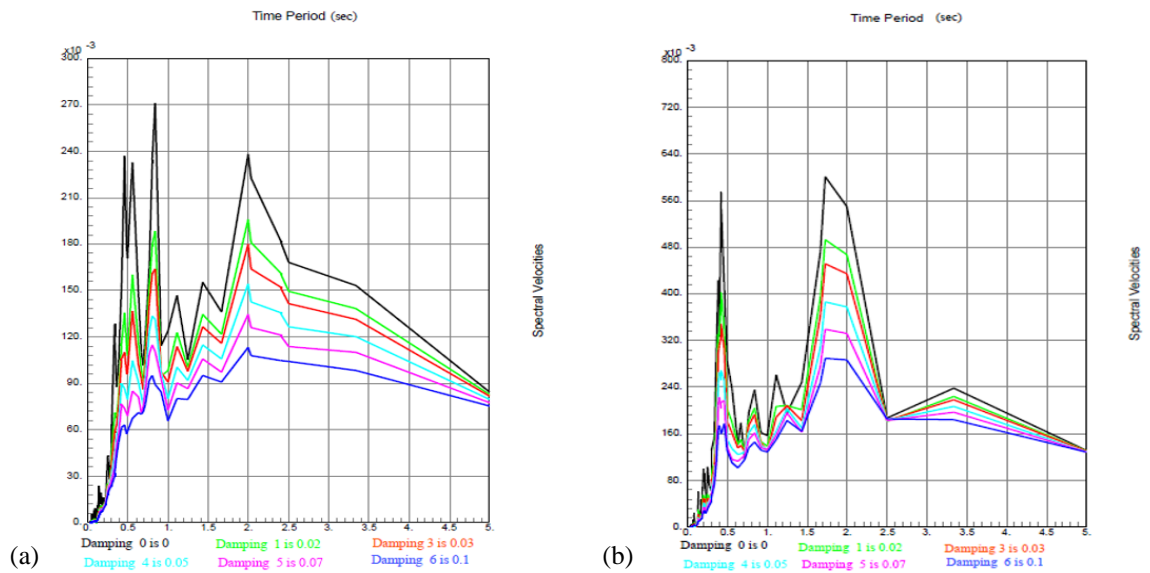 Time Period (sec)
x10 -3
300.
270.
240.
210.
180.
150.
120.
90.
60.
30.
0.
0. 0.5 1. 1.5 2. 2.5 3. 3.5 4. 4.5 5.
Spectral Velocities
Damping 0 is 0 Damping 1 is 0.02 Damping 3 is 0.03
Damping 4 is 0.05 Damping 5 is 0.07 Damping 6 is 0.1
(a)
Time Period (sec)
x10 -3
800.
720.
640.
560.
480.
400.
320.
240.
160.
80.
0.
0. 0.5 1.0 1.5 2. 2.5 3. 3.5 4. 4.5 5.
Spectral Velocities
Damping 0 is 0 Damping 1 is 0.02 Damping 3 is 0.03
Damping 4 is 0.05 Damping 5 is 0.07 Damping 6 is 0.1
(b)